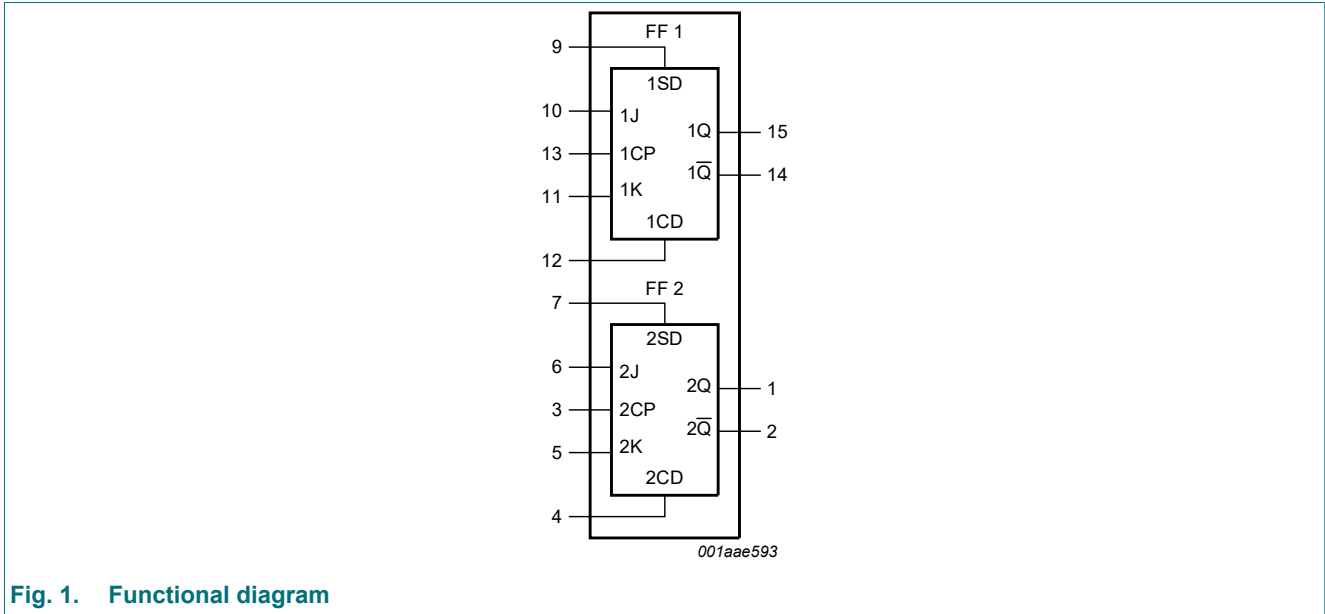 FF 1
9
1SD
10
1J
1Q
15
13
1CP
1Q̅
14
11
1K
1CD
12
FF 2
7
2SD
6
2J
2Q
1
3
2CP
2Q̅
2
5
2K
2CD
4
001aae593
Fig. 1. Functional diagram